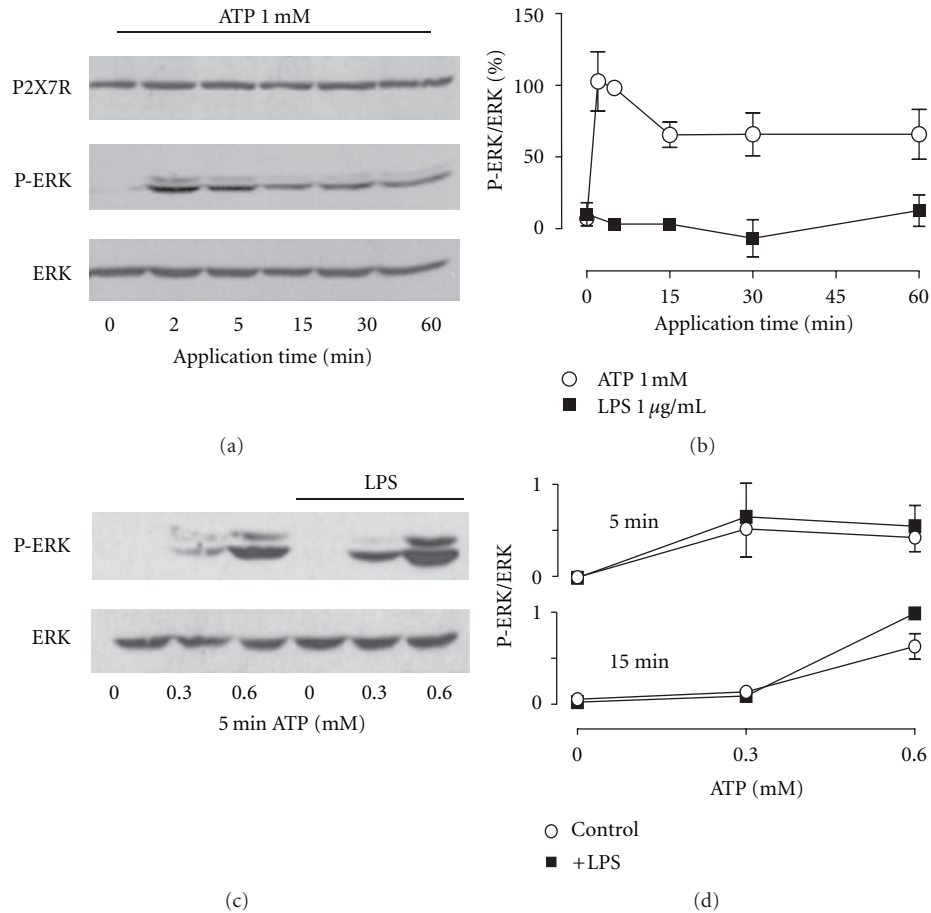 ATP 1 mM
P2X7R
P-ERK
ERK
0 2 5 15 30 60
Application time (min)
(a)
150
100
50
0
P-ERK/ERK (%)
0 15 30 45 60
Application time (min)
ATP 1 mM
LPS 1 µg/mL
(b)
LPS
P-ERK
ERK
0 0.3 0.6 0 0.3 0.6
5 min ATP (mM)
(c)
1
5 min
0
1
15 min
0
P-ERK/ERK
0 0.3 0.6
ATP (mM)
Control
+LPS
(d)